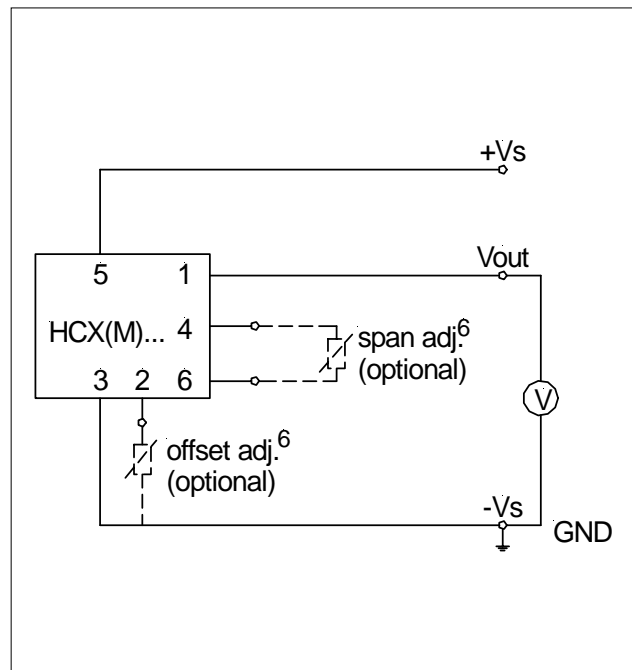 +Vs
5 1
Vout
HCX(M)... 4
span adj.6
(optional)
3 2 6
V
offset adj.6
(optional)
-Vs
GND